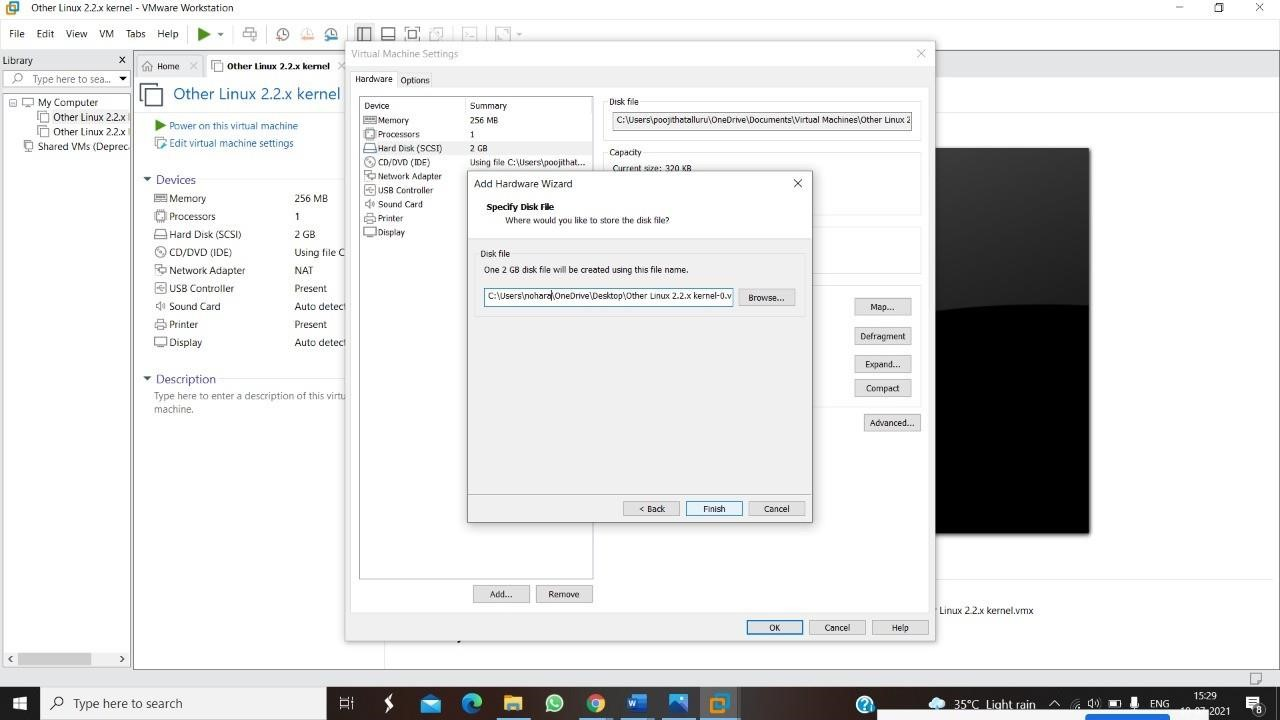 Other Linux 2.2.x kernel - VMware Workstation
File Edit View VM Tabs Help
Library
Type here to sea...
My Computer
Other Linux 2.2.x
Other Linux 2.2.x
Shared VMs (Deprec
Home
Other Linux 2.2.x kernel
Other Linux 2.2.x kernel
Power on this virtual machine
Edit virtual machine settings
Devices
Memory 256 MB
Processors 1
Hard Disk (SCSI) 2 GB
CD/DVD (IDE) Using file C
Network Adapter NAT
USB Controller Present
Sound Card Auto detect
Printer Present
Display Auto detect
Description
Type here to enter a description of this virtu
machine.
Virtual Machine Settings
Hardware Options
Device Summary
Memory 256 MB
Processors 1
Hard Disk (SCSI) 2 GB
CD/DVD (IDE) Using file C:\Users\poojithat...
Network Adapter
USB Controller
Sound Card
Printer
Display
Disk file
C:\Users\poojithatalluru\OneDrive\Documents\Virtual Machines\Other Linux 2
Capacity
Current size: 320 KB
Add Hardware Wizard
Specify Disk File
Where would you like to store the disk file?
Disk file
One 2 GB disk file will be created using this file name.
C:\Users\nohara\OneDrive\Desktop\Other Linux 2.2.x kernel-0.v
Browse...
< Back Finish Cancel
Map...
Defragment
Expand...
Compact
Advanced...
Add... Remove
OK Cancel Help
Linux 2.2.x kernel.vmx
Type here to search
35°C Light rain
ENG
15:29
2021
8